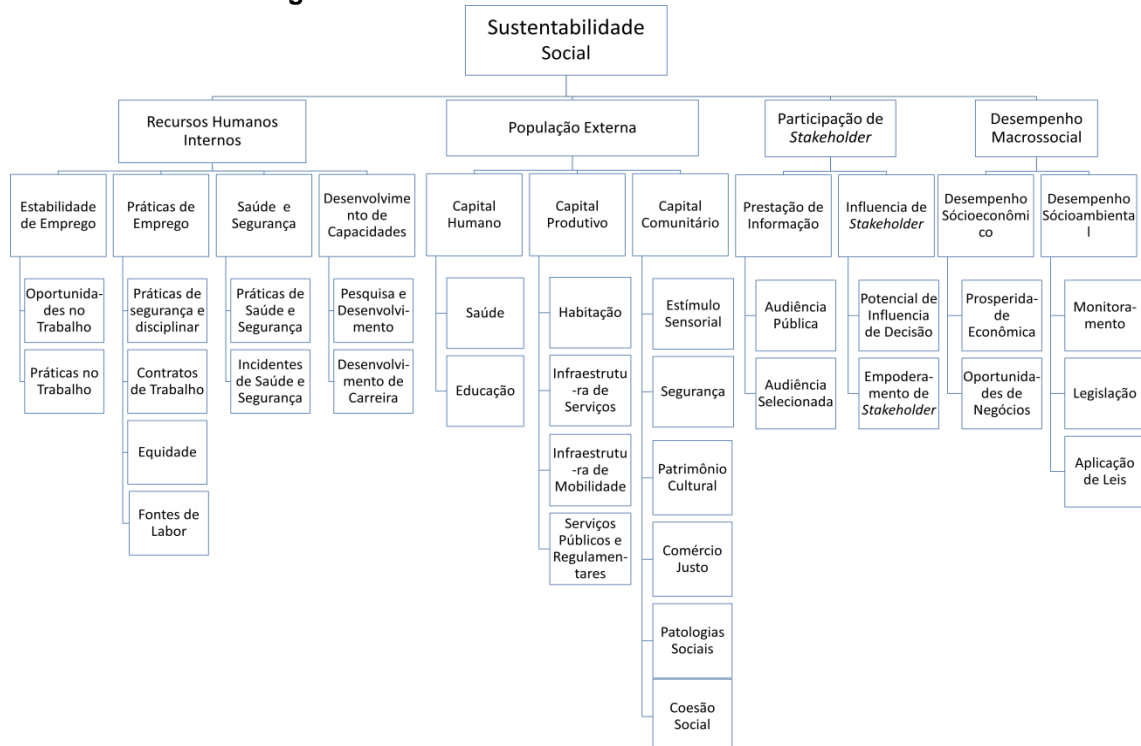 Sustentabilidade
Social
Recursos Humanos
Internos
População Externa
Participação de
Stakeholder
Desempenho
Macrossocial
Estabilidade
de Emprego
Práticas de
Emprego
Saúde e
Segurança
Desenvolvime
nto de
Capacidades
Capital
Humano
Capital
Produtivo
Capital
Comunitário
Prestação de
Informação
Influencia de
Stakeholder
Desempenho
Sócioeconômi
co
Desempenho
Sócioambienta
l
Oportunida-
des no
Trabalho
Práticas de
segurança e
disciplinar
Práticas de
Saúde e
Segurança
Pesquisa e
Desenvolvi-
mento
Saúde
Habitação
Estímulo
Sensorial
Audiência
Pública
Potencial de
Influencia
de Decisão
Prosperida-
de
Econômica
Monitora-
mento
Práticas no
Trabalho
Contratos
de Trabalho
Incidentes
de Saúde e
Segurança
Desenvolvi-
mento de
Carreira
Educação
Infraestrutu
-ra de
Serviços
Segurança
Audiência
Selecionada
Empodera-
mento de
Stakeholder
Oportunida-
des de
Negócios
Legislação
Equidade
Infraestrutu
-ra de
Mobilidade
Patrimônio
Cultural
Aplicação
de Leis
Fontes de
Labor
Serviços
Públicos e
Regulamen-
tares
Comércio
Justo
Patologias
Sociais
Coesão
Social